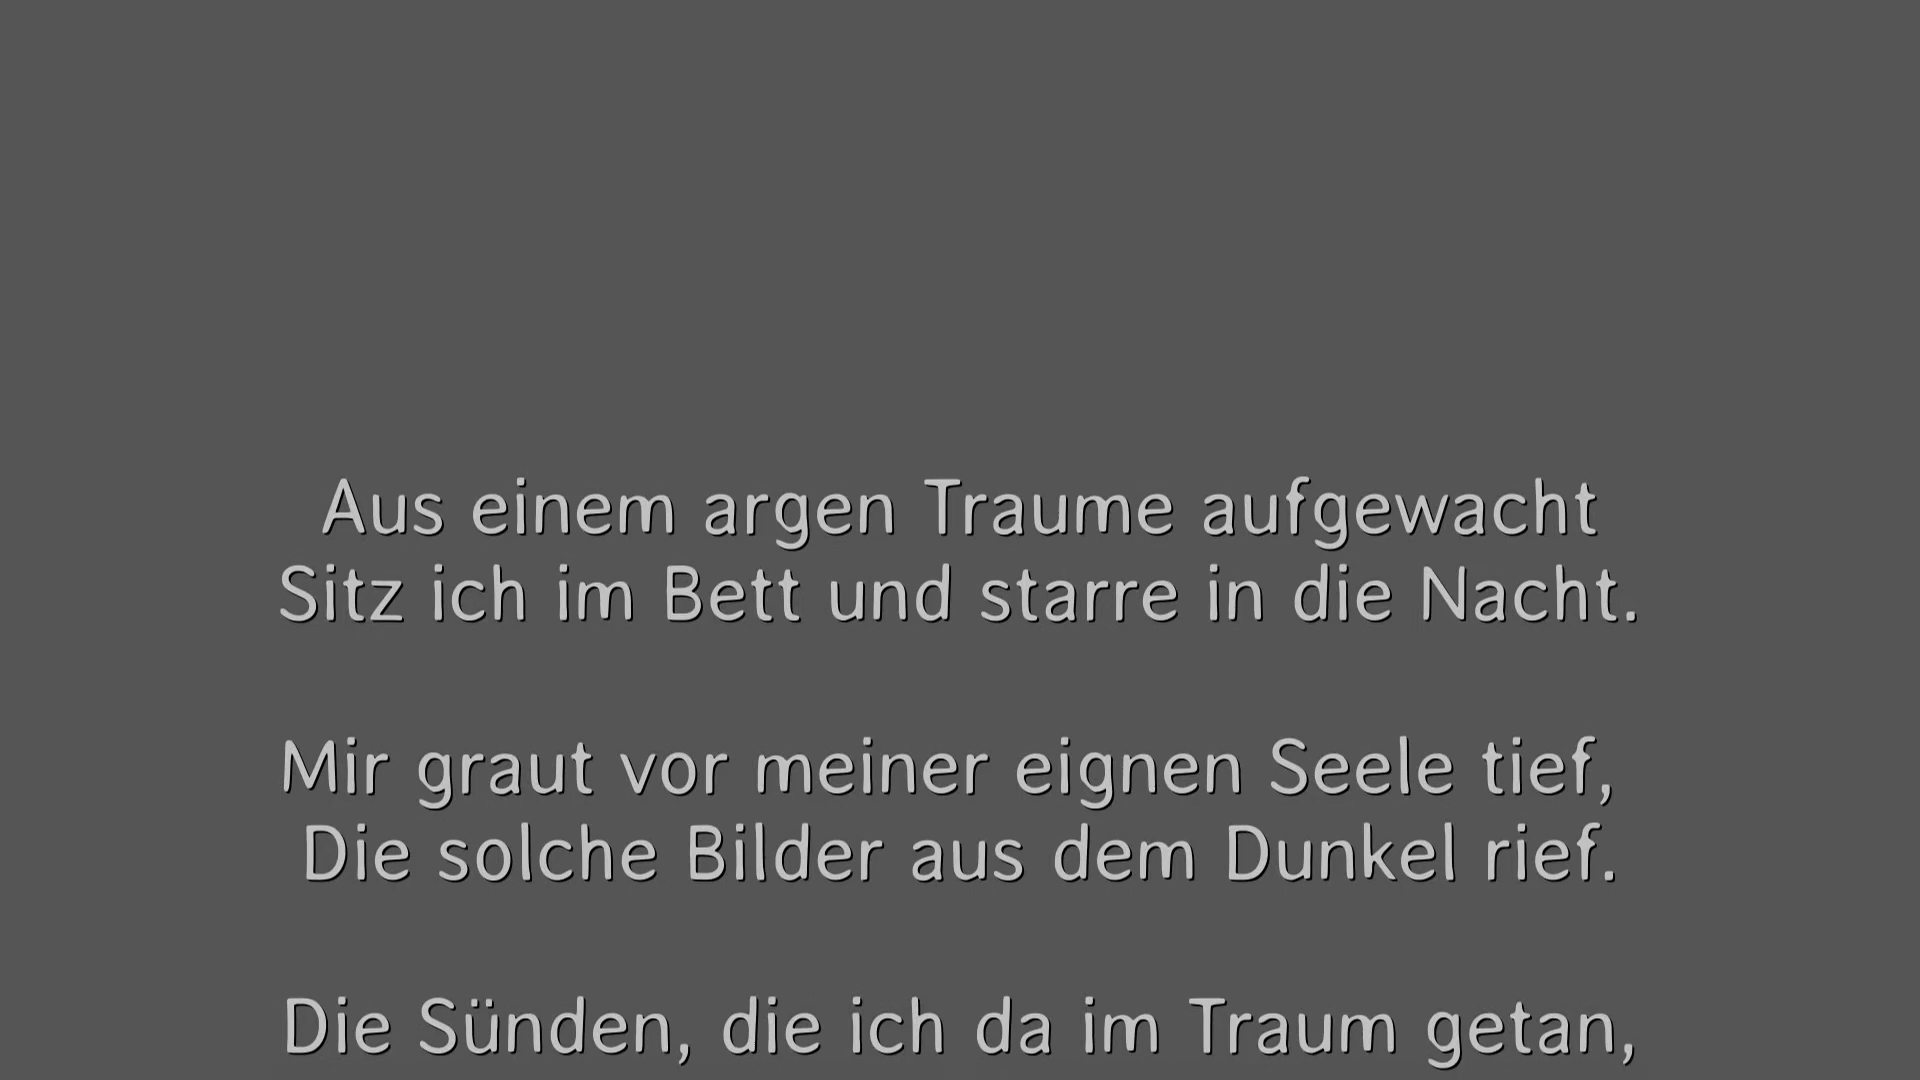 Aus einem argen Traume aufgewacht
Sitz ich im Bett und starre in die Nacht.
Mir graut vor meiner eignen Seele tief,
Die solche Bilder aus dem Dunkel rief.
Die Sünden, die ich da im Traum getan,